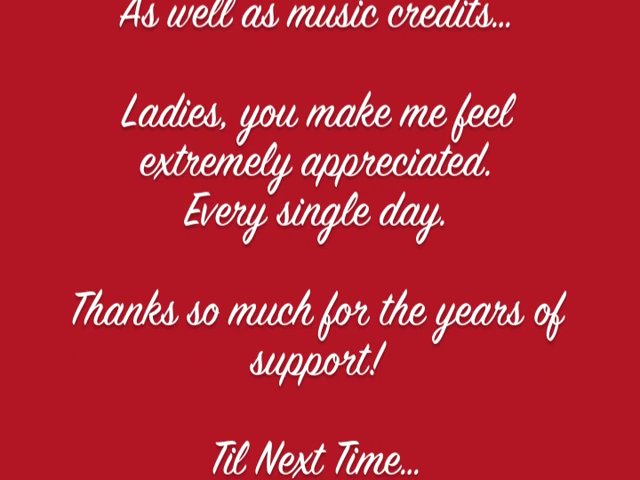 As well as music credits...
Ladies, you make me feel
extremely appreciated.
Every single day.
Thanks so much for the years of
support!
Til Next Time...